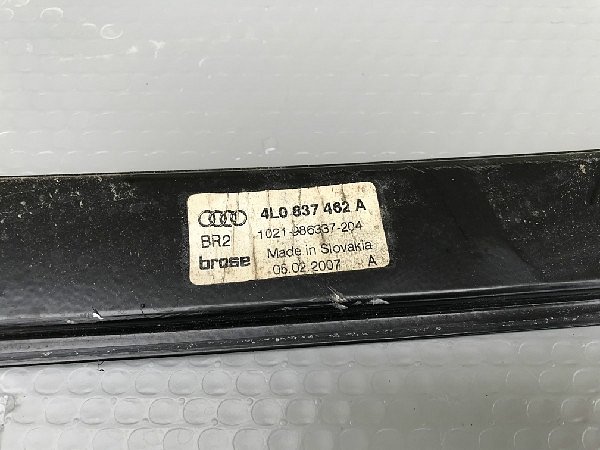 4L0 837 462 A
BR2 1021-986337-204
Made in Slovakia
brose 05.02.2007 A